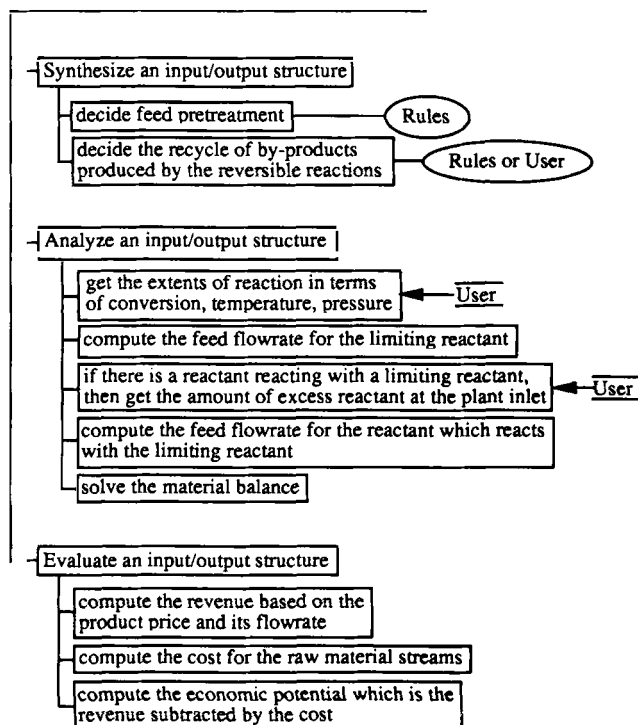 Synthesize an input/output structure
decide feed pretreatment
Rules
decide the recycle of by-products
produced by the reversible reactions
Rules or User
Analyze an input/output structure
get the extents of reaction in terms
of conversion, temperature, pressure
User
compute the feed flowrate for the limiting reactant
if there is a reactant reacting with a limiting reactant,
then get the amount of excess reactant at the plant inlet
User
compute the feed flowrate for the reactant which reacts
with the limiting reactant
solve the material balance
Evaluate an input/output structure
compute the revenue based on the
product price and its flowrate
compute the cost for the raw material streams
compute the economic potential which is the
revenue subtracted by the cost